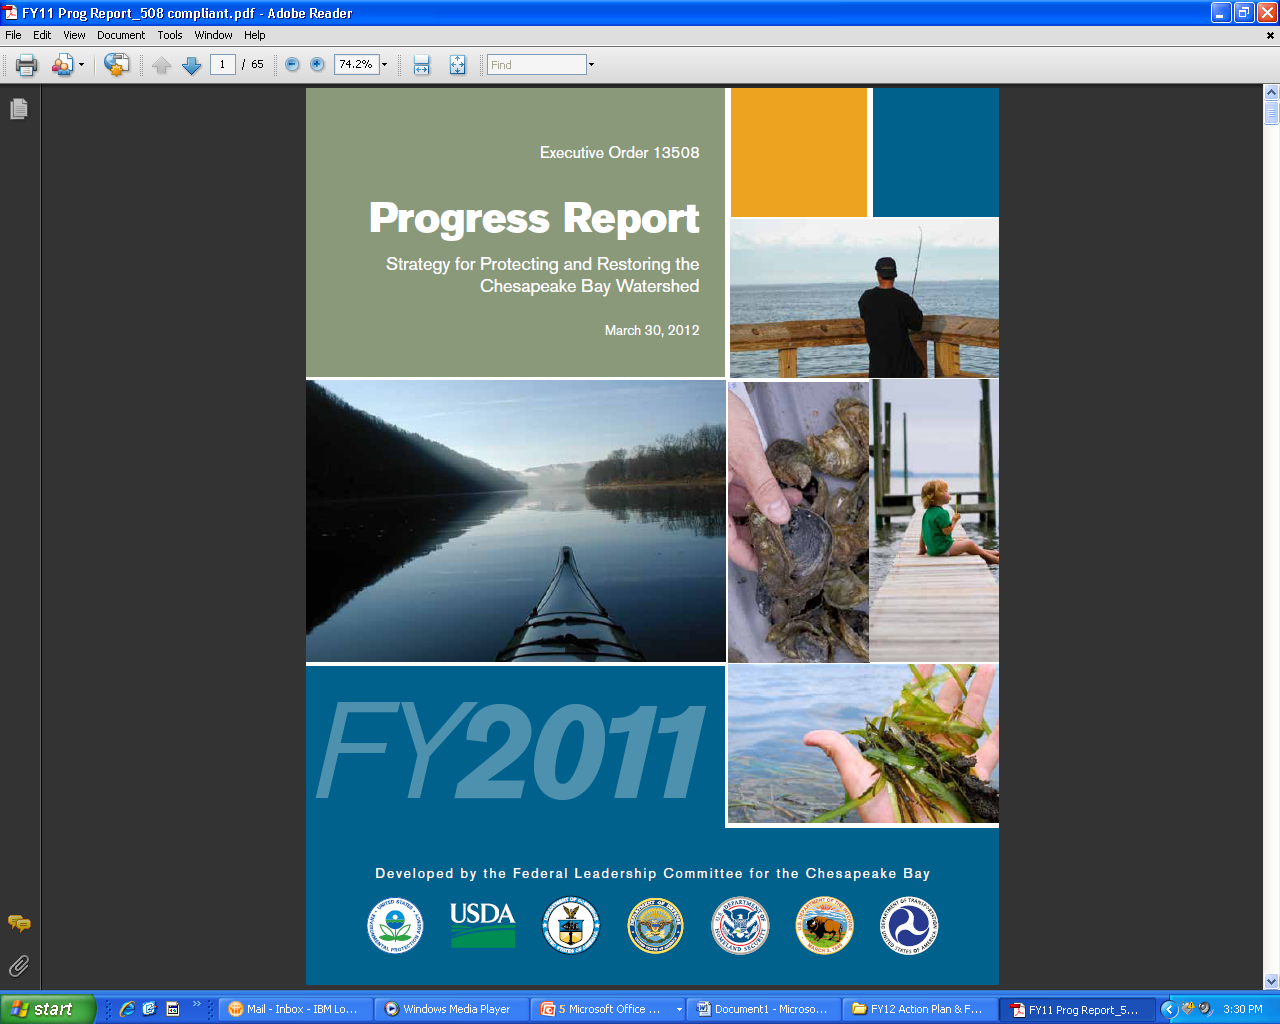 FY11 Prog Report_508 compliant.pdf - Adobe Reader
File Edit View Document Tools Window Help
1 / 65 74.2% Find
Executive Order 13508
Progress Report
Strategy for Protecting and Restoring the
Chesapeake Bay Watershed
March 30, 2012
FY2011
Developed by the Federal Leadership Committee for the Chesapeake Bay
USDA
start Mail - Inbox - IBM Lo... Windows Media Player 5 Microsoft Office ... Document1 - Microso... FY12 Action Plan & F... FY11 Prog Report_5... 3:30 PM